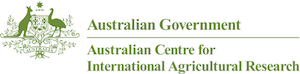 Australian Government
Australian Centre for
International Agricultural Research